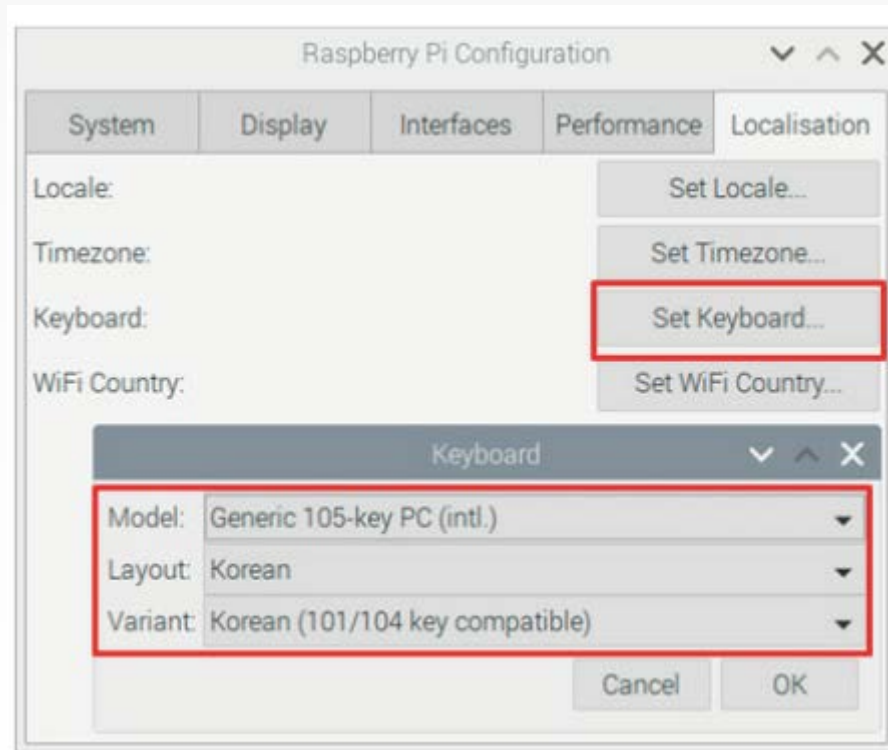 Raspberry Pi Configuration
System Display Interfaces Performance Localisation
Locale: Set Locale...
Timezone: Set Timezone...
Keyboard: Set Keyboard...
WiFi Country: Set WiFi Country...
Keyboard
Model: Generic 105-key PC (intl.)
Layout: Korean
Variant: Korean (101/104 key compatible)
Cancel OK